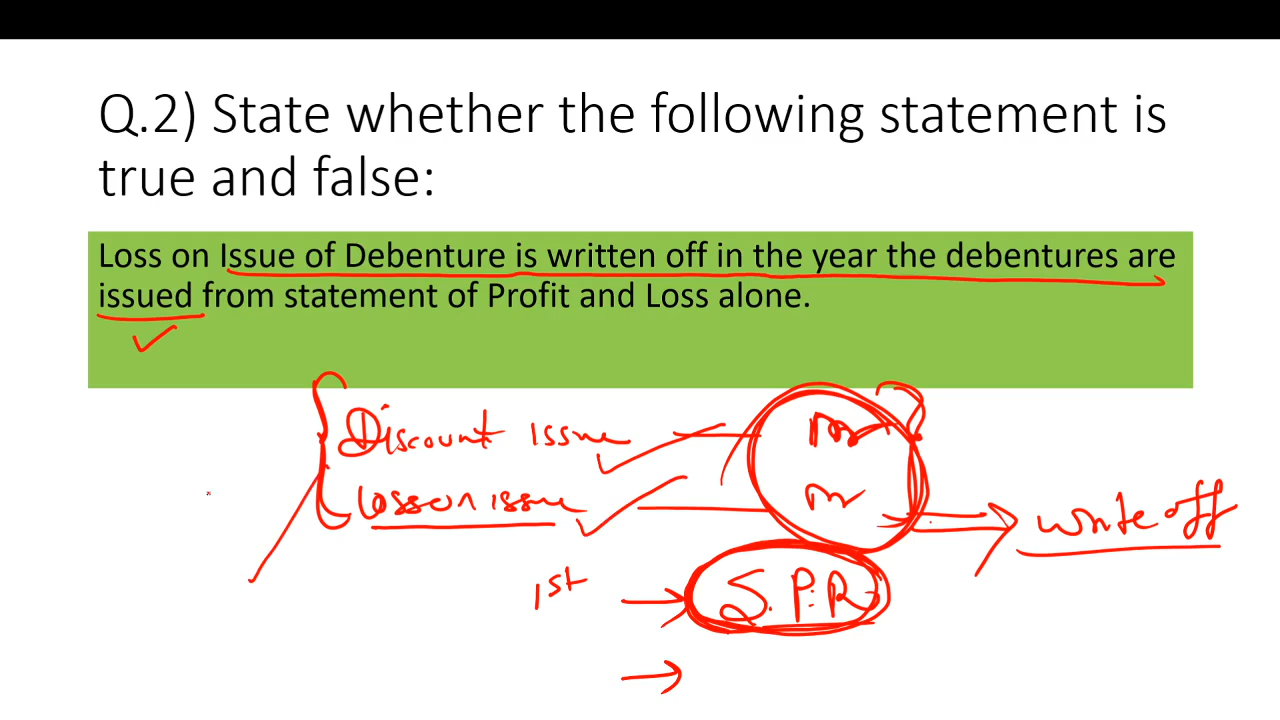 Q.2) State whether the following statement is
true and false:
Loss on Issue of Debenture is written off in the year the debentures are
issued from statement of Profit and Loss alone.
Discount issue
Loss on issue
write off
1st
S.P.R